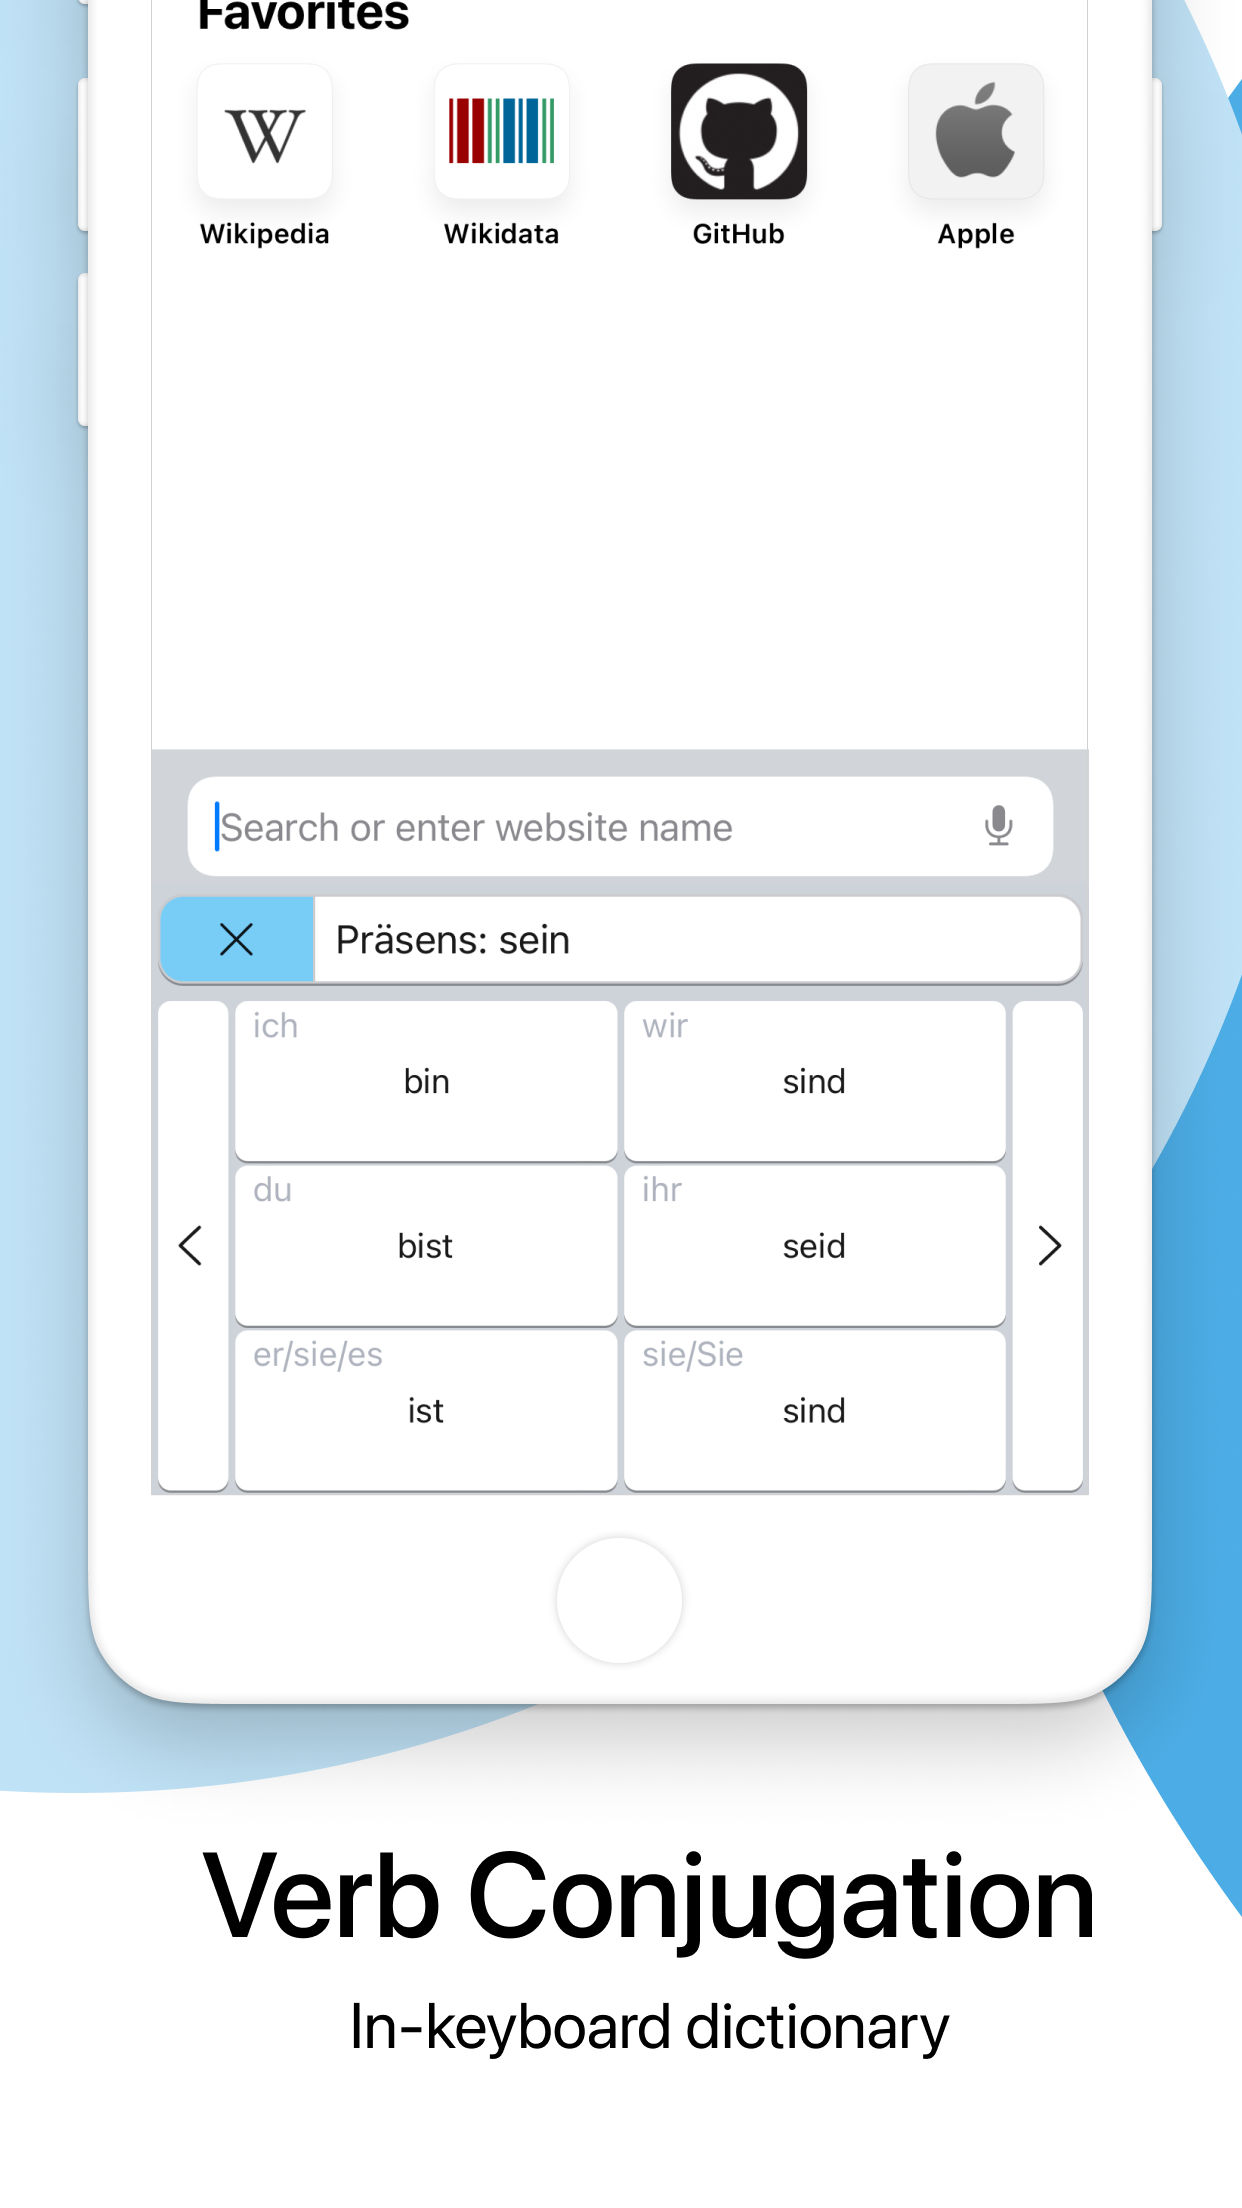 Favorites
W
Wikipedia
Wikidata
GitHub
Apple
Search or enter website name
Präsens: sein
ich
bin
wir
sind
du
bist
ihr
seid
er/sie/es
ist
sie/Sie
sind
Verb Conjugation
In-keyboard dictionary